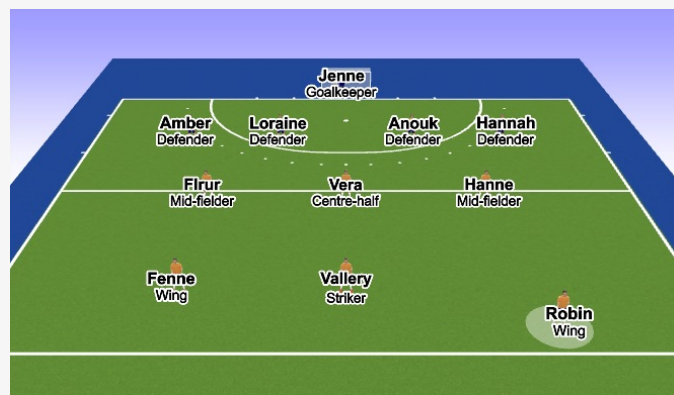 Jenne
Goalkeeper
Amber
Defender
Loraine
Defender
Anouk
Defender
Hannah
Defender
Flrur
Mid-fielder
Vera
Centre-half
Hanne
Mid-fielder
Fenne
Wing
Vallery
Striker
Robin
Wing